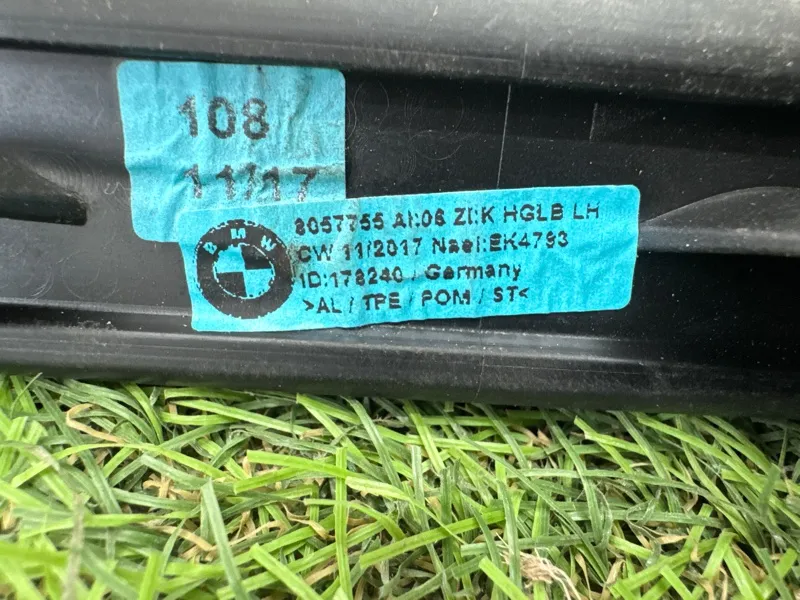 108
11/17
BMW
8057755 AI:06 ZI:K HGLB LH
CW 11/2017 Nael:EK4793
ID:178240 / Germany
>AL / TPE / POM / ST<